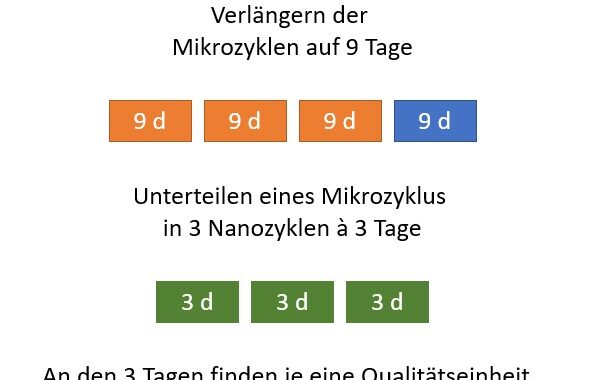 Verlängern der
Mikrozyklen auf 9 Tage
9 d 9 d 9 d 9 d
Unterteilen eines Mikrozyklus
in 3 Nanozyklen à 3 Tage
3 d 3 d 3 d
An den 3 Tagen finden je eine Qualitätseinheit